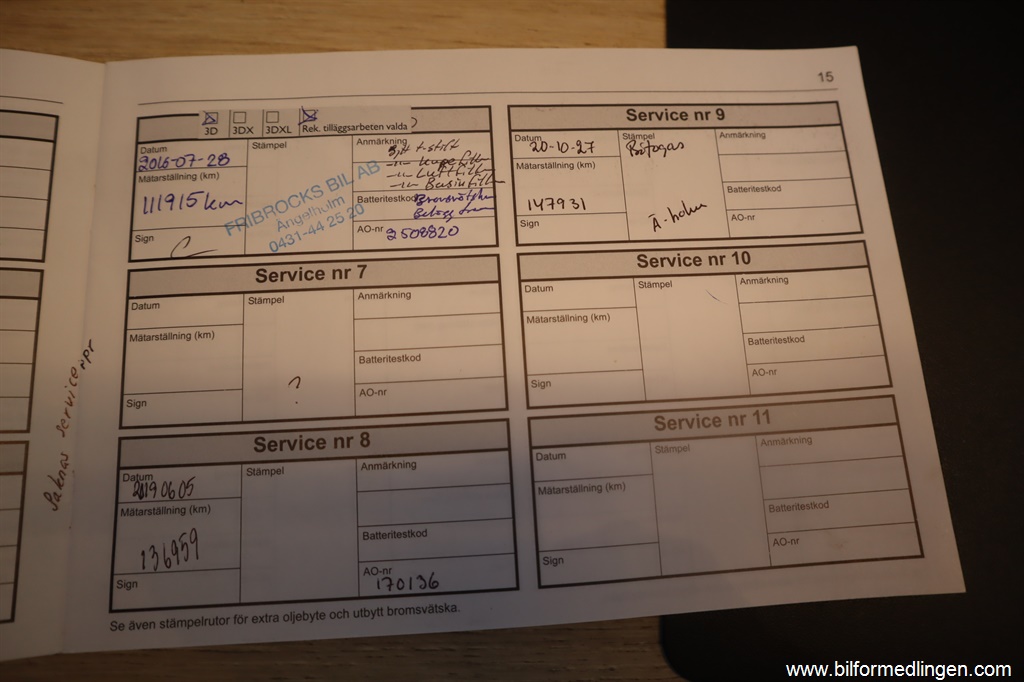 15
3D 3DX 3DXL Rek. tilläggsarbeten valda
Datum
2016-07-28
Stämpel
Anmärkning
Mätarställning (km)
111915 km
Batteritestkod
Sign
AO-nr 2508820
FRIBROCKS BIL AB
Ängelholm
0431-44 25 20
Service nr 7
Datum
Stämpel
Anmärkning
Mätarställning (km)
?
Batteritestkod
Sign
AO-nr
Saknas service
Service nr 8
Datum
20190605
Stämpel
Anmärkning
Mätarställning (km)
136959
Batteritestkod
Sign
AO-nr
170136
Service nr 9
Datum
20-10-27
Stämpel
Båtogas
Anmärkning
Mätarställning (km)
147931
Batteritestkod
Sign
Ä-holm
AO-nr
Service nr 10
Datum
Stämpel
Anmärkning
Mätarställning (km)
Batteritestkod
Sign
AO-nr
Service nr 11
Datum
Stämpel
Anmärkning
Mätarställning (km)
Batteritestkod
Sign
AO-nr
Se även stämpelrutor för extra oljebyte och utbytt bromsvätska.
www.bilformedlingen.com